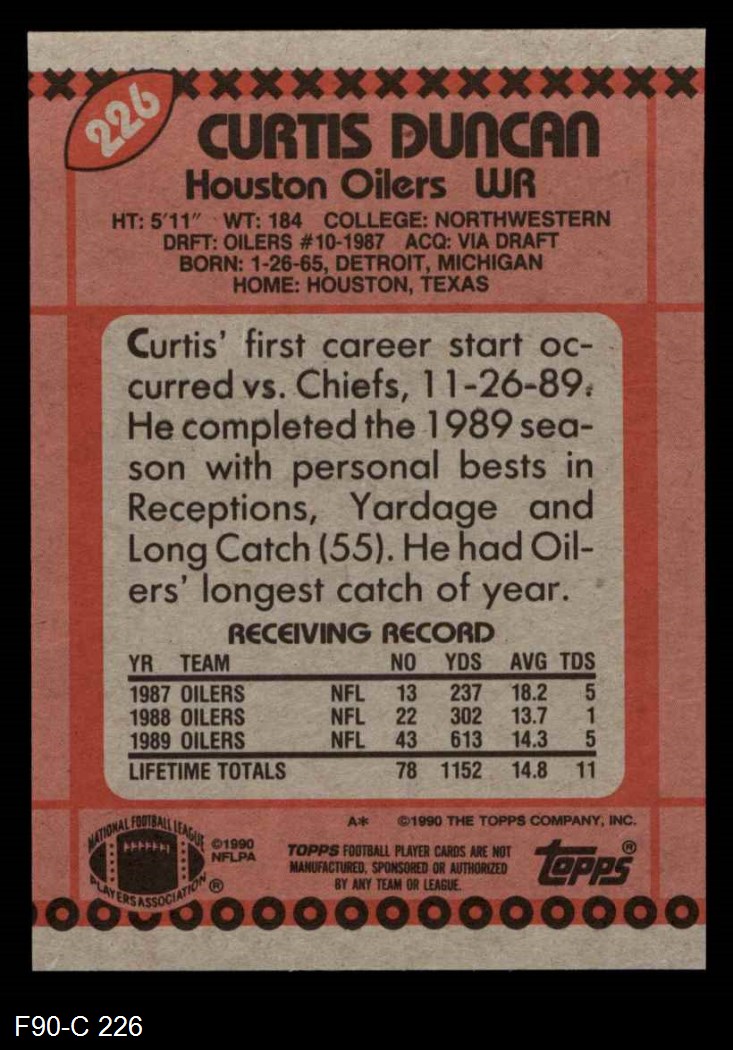 226
CURTIS DUNCAN
Houston Oilers WR
HT: 5'11" WT: 184 COLLEGE: NORTHWESTERN
DRFT: OILERS #10-1987 ACQ: VIA DRAFT
BORN: 1-26-65, DETROIT, MICHIGAN
HOME: HOUSTON, TEXAS
Curtis' first career start oc-
curred vs. Chiefs, 11-26-89.
He completed the 1989 sea-
son with personal bests in
Receptions, Yardage and
Long Catch (55). He had Oil-
ers' longest catch of year.
RECEIVING RECORD
YR TEAM NO YDS AVG TDS
1987 OILERS NFL 13 237 18.2 5
1988 OILERS NFL 22 302 13.7 1
1989 OILERS NFL 43 613 14.3 5
LIFETIME TOTALS 78 1152 14.8 11
A* ©1990 THE TOPPS COMPANY, INC.
NATIONAL FOOTBALL LEAGUE
PLAYERS ASSOCIATION ®
©1990
NFLPA
TOPPS FOOTBALL PLAYER CARDS ARE NOT
MANUFACTURED, SPONSORED OR AUTHORIZED
BY ANY TEAM OR LEAGUE.
topps ®
F90-C 226